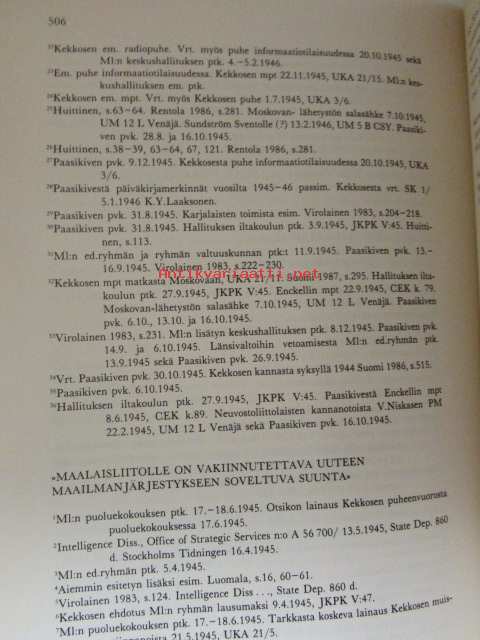 506
²²Kekkosen em. radiopuhe. Vrt. myös puhe informaatiotilaisuudessa 20.10.1945 sekä
Ml:n keskushallituksen ptk. 4.–5.2.1946.
²³Em. puhe informaatiotilaisuudessa. Kekkosen mpt 22.11.1945, UKA 21/15. Ml:n kes-
kushallituksen em. ptk.
²⁴Kekkosen em. mpt. Vrt. myös Kekkosen puhe 1.7.1945, UKA 3/6.
²⁵Huittinen, s.63–64. Rentola 1986, s.281. Moskovan- lähetystön salasähke 7.10.1945,
UM 12 L Venäjä. Sundström Sventolle (?) 13.2.1946, UM 5 B CSY. Paasiki-
ven pvk. 28.8. ja 16.10.1945.
²⁶Huittinen, s.38–39, 63–64, 67, 121. Rentola 1986, s.281.
²⁷Paasikiven pvk. 9.12.1945. Kekkosesta puhe informaatiotilaisuudessa 20.10.1945, UKA
3/6.
²⁸Paasikivestä päiväkirjamerkinnät vuosilta 1945–46 passim. Kekkosesta vrt. SK 1/
5.1.1946 K.Y.Laaksonen.
²⁹Paasikiven pvk. 31.8.1945. Karjalaisten toimista esim. Virolainen 1983, s.204–218.
³⁰Paasikiven pvk. 31.8.1945. Hallituksen iltakoulun ptk. 3.9.1945, JKPK V:45. Huitti-
nen, s.113.
³¹Ml:n ed.ryhmän ja ryhmän valtuuskunnan ptk:t 11.9.1945. Paasikiven pvk. 13.–
16.9.1945. Virolainen 1983, s.222–230.
Antikvariaatti.net
³²Kekkosen mpt matkasta Moskovaan, UKA 21/11. Suomi 1987, s.295. Hallituksen ilta-
koulun ptk. 27.9.1945, JKPK V:45. Enckellin mpt 22.9.1945, CEK k. 79.
Moskovan-lähetystön salasähke 7.10.1945, UM 12 L Venäjä. Paasikiven
pvk. 6.10., 13.10. ja 16.10.1945.
³³Virolainen 1983, s.231. Ml:n lisätyn keskushallituksen ptk. 8.12.1945. Paasikiven pvk.
14.9. ja 6.10.1945. Länsivaltoihin vetoamisesta Ml:n ed.ryhmän ptk.
13.9.1945 sekä Paasikiven pvk. 26.9.1945.
³⁴Vrt. Paasikiven pvk. 30.10.1945. Kekkosen kannasta syksyllä 1944 Suomi 1986, s.515.
³⁵Paasikiven pvk. 6.10.1945.
³⁶Hallituksen iltakoulun ptk. 27.9.1945, JKPK V:45. Paasikivestä Enckellin mpt
8.6.1945, CEK k.89. Neuvostoliittolaisten kannanotoista V.Niskasen PM
22.2.1945, UM 12 L Venäjä sekä Paasikiven pvk. 16.10.1945.
»MAALAISLIITOLLE ON VAKIINNUTETTAVA UUTEEN
MAAILMANJÄRJESTYKSEEN SOVELTUVA SUUNTA»
¹Ml:n puoluekokouksen ptk. 17.–18.6.1945. Otsikon lainaus Kekkosen puheenvuorosta
puoluekokouksessa 17.6.1945.
²Intelligence Diss., Office of Strategic Services n:o A 56 700/ 13.5.1945, State Dep. 860
d. Stockholms Tidningen 16.4.1945.
³Ml:n ed.ryhmän ptk. 5.4.1945.
⁴Aiemmin esitetyn lisäksi esim. Luomala, s.16, 60–61.
⁵Virolainen 1983, s.124. Intelligence Diss . . ., State Dep. 860 d.
⁶Kekkosen ehdotus Ml:n ryhmän lausumaksi 9.4.1945, JKPK V:47.
⁷Ml:n puoluekokouksen ptk. 17.–18.6.1945. Tarkkasta koskeva lainaus Kekkosen muis-
21.5.1945, UKA 21/5.